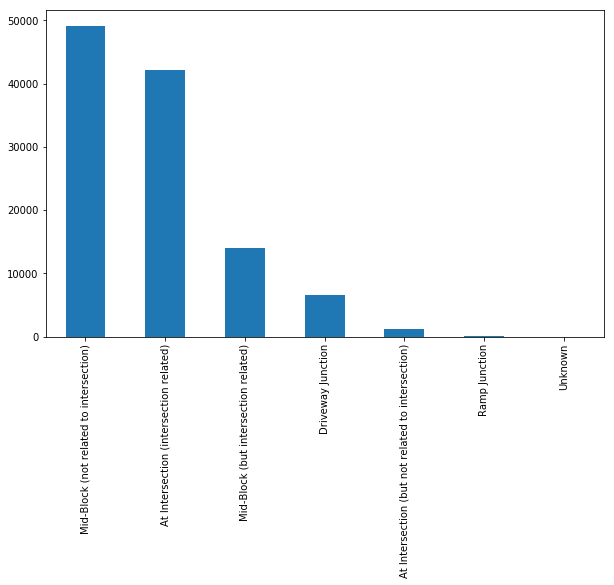 50000
40000
30000
20000
10000
0
Mid-Block (not related to intersection)
At Intersection (intersection related)
Mid-Block (but intersection related)
Driveway Junction
At Intersection (but not related to intersection)
Ramp Junction
Unknown